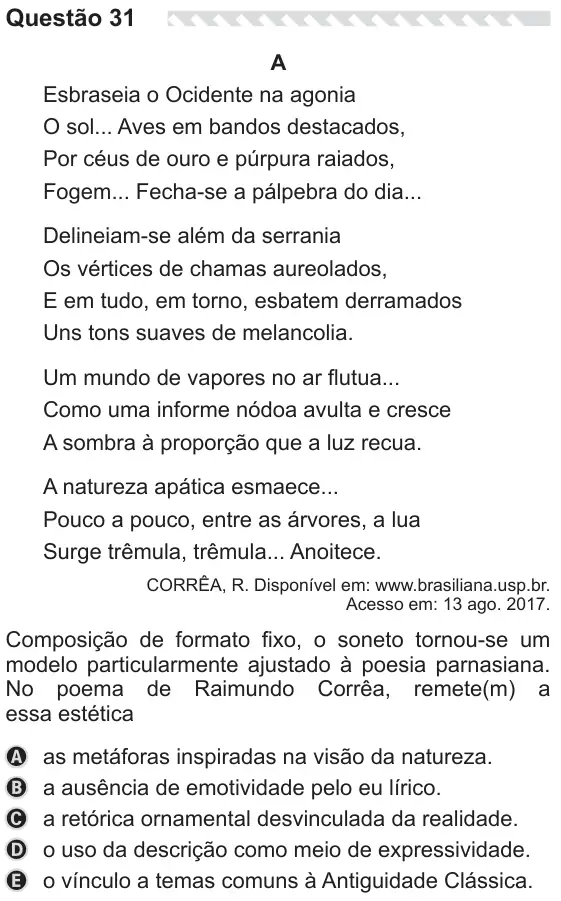 Questão 31
A
Esbraseia o Ocidente na agonia
O sol... Aves em bandos destacados,
Por céus de ouro e púrpura raiados,
Fogem... Fecha-se a pálpebra do dia...
Delineiam-se além da serrania
Os vértices de chamas aureolados,
E em tudo, em torno, esbatem derramados
Uns tons suaves de melancolia.
Um mundo de vapores no ar flutua...
Como uma informe nódoa avulta e cresce
A sombra à proporção que a luz recua.
A natureza apática esmaece...
Pouco a pouco, entre as árvores, a lua
Surge trêmula, trêmula... Anoitece.
CORRÊA, R. Disponível em: www.brasiliana.usp.br.
Acesso em: 13 ago. 2017.
Composição de formato fixo, o soneto tornou-se um
modelo particularmente ajustado à poesia parnasiana.
No poema de Raimundo Corrêa, remete(m) a
essa estética
A as metáforas inspiradas na visão da natureza.
B a ausência de emotividade pelo eu lírico.
C a retórica ornamental desvinculada da realidade.
D o uso da descrição como meio de expressividade.
E o vínculo a temas comuns à Antiguidade Clássica.